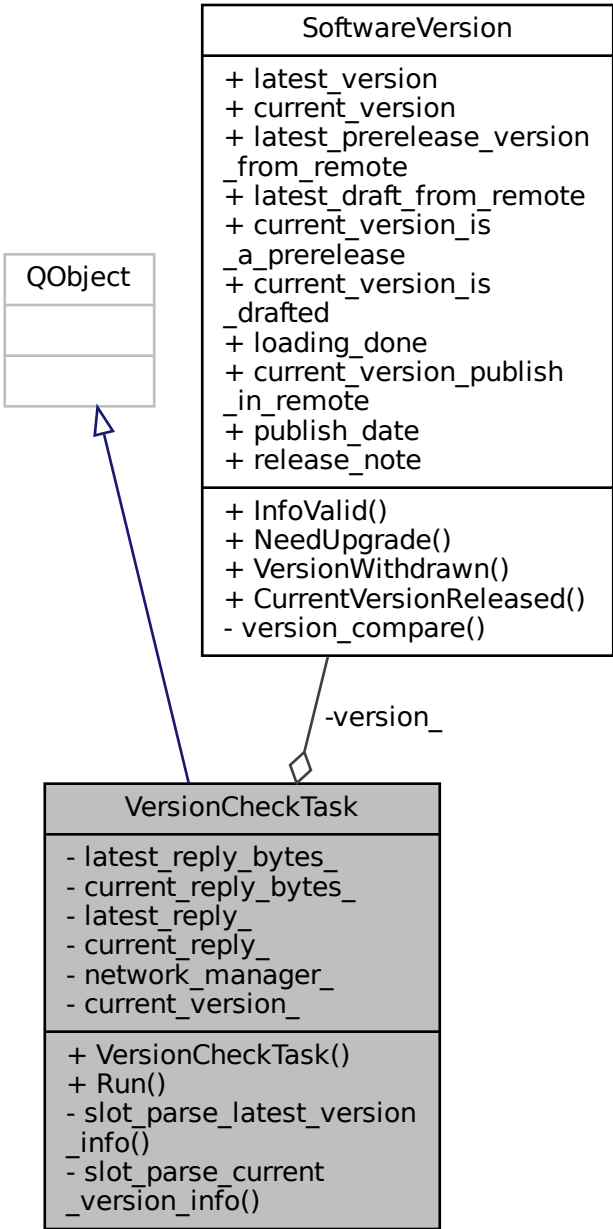 SoftwareVersion
+ latest_version
+ current_version
+ latest_prerelease_version
_from_remote
+ latest_draft_from_remote
+ current_version_is
_a_prerelease
+ current_version_is
_drafted
+ loading_done
+ current_version_publish
_in_remote
+ publish_date
+ release_note
+ InfoValid()
+ NeedUpgrade()
+ VersionWithdrawn()
+ CurrentVersionReleased()
- version_compare()
QObject
-version_
VersionCheckTask
- latest_reply_bytes_
- current_reply_bytes_
- latest_reply_
- current_reply_
- network_manager_
- current_version_
+ VersionCheckTask()
+ Run()
- slot_parse_latest_version
_info()
- slot_parse_current
_version_info()